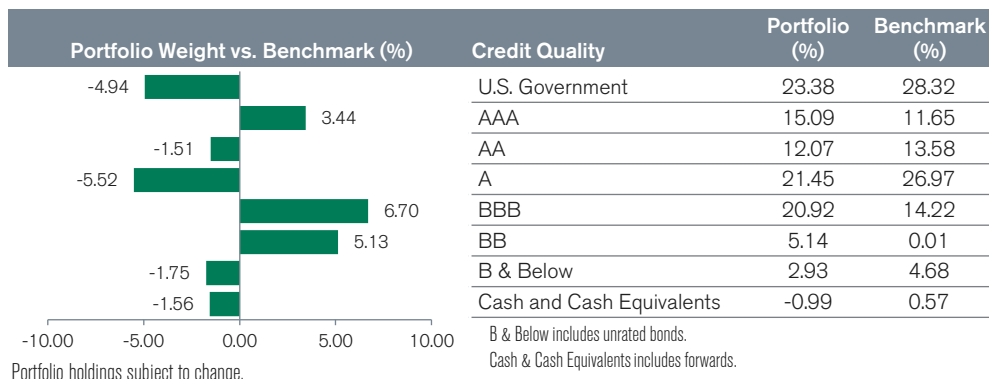 Portfolio Weight vs. Benchmark (%)
-4.94
3.44
-1.51
-5.52
6.70
5.13
-1.75
-1.56
-10.00 -5.00 0.00 5.00 10.00
Portfolio holdings subject to change.
Credit Quality Portfolio (%) Benchmark (%)
U.S. Government 23.38 28.32
AAA 15.09 11.65
AA 12.07 13.58
A 21.45 26.97
BBB 20.92 14.22
BB 5.14 0.01
B & Below 2.93 4.68
Cash and Cash Equivalents -0.99 0.57
B & Below includes unrated bonds.
Cash & Cash Equivalents includes forwards.